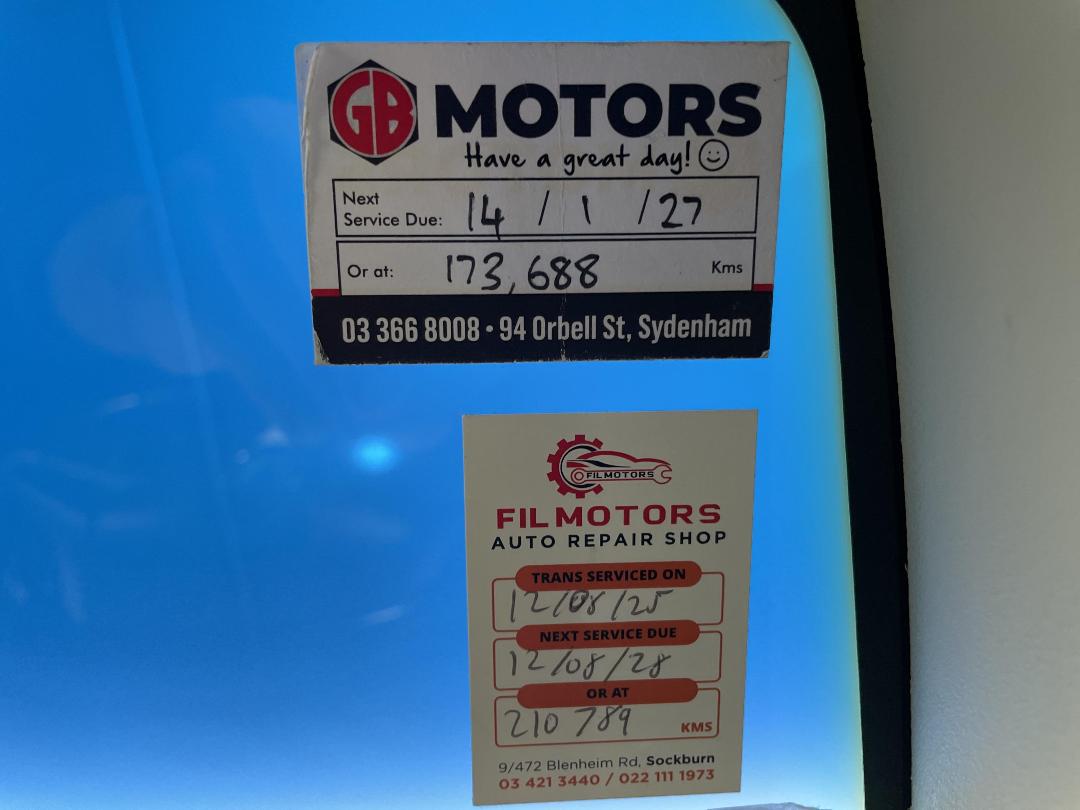 GB MOTORS
Have a great day!
Next
Service Due: 14 / 1 / 27
Or at: 173,688 Kms
03 366 8008 • 94 Orbell St, Sydenham
FILMOTORS
FILMOTORS
AUTO REPAIR SHOP
TRANS SERVICED ON
12/08/25
NEXT SERVICE DUE
12/08/28
OR AT
210 789 KMS
9/472 Blenheim Rd, Sockburn
03 421 3440 / 022 111 1973